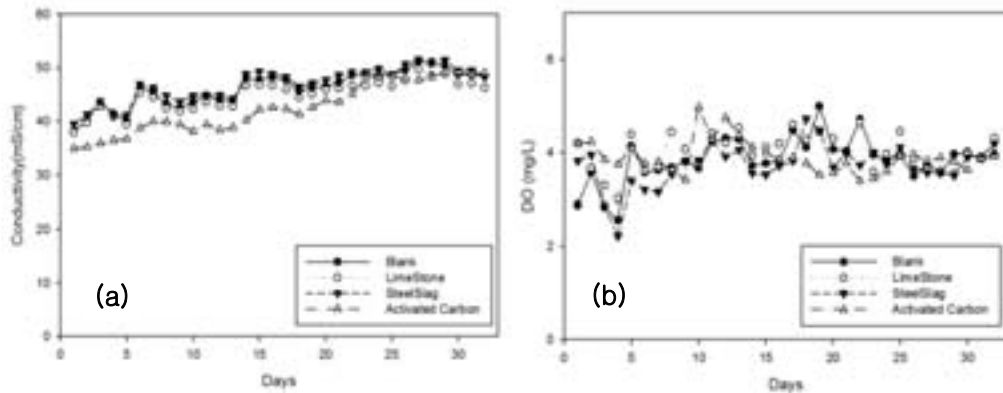 60
50
40
30
20
10
0
Conductivity(mS/cm)
(a)
Blank
LimeStone
SteelSlag
Activated Carbon
0 5 10 15 20 25 30
Days
6
4
2
0
DO (mg/L)
(b)
Blank
LimeStone
SteelSlag
Activated Carbon
0 5 10 15 20 25 30
Days